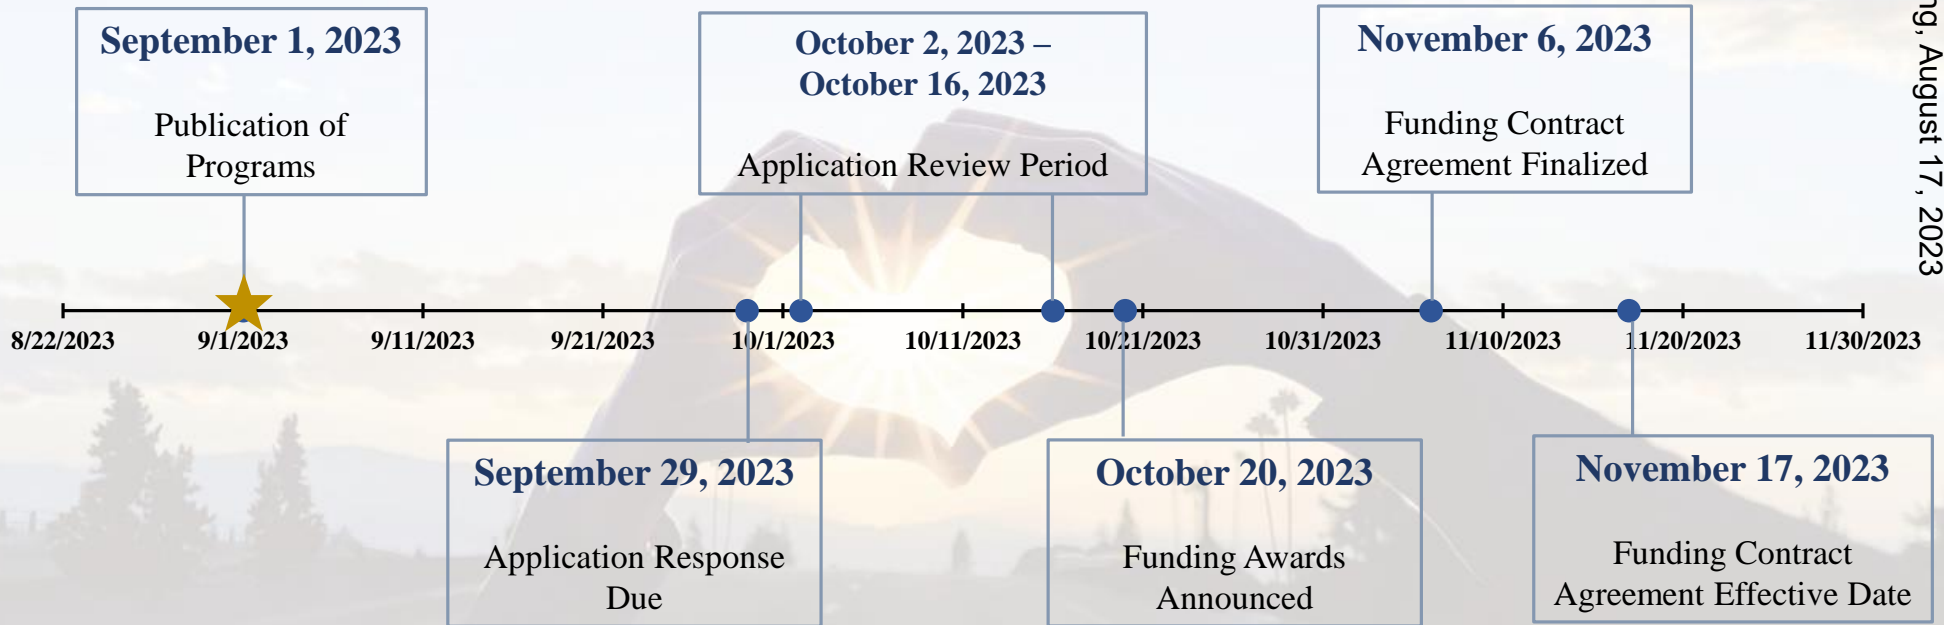 September 1, 2023
Publication of
Programs
October 2, 2023 –
October 16, 2023
Application Review Period
November 6, 2023
Funding Contract
Agreement Finalized
8/22/2023
9/1/2023
9/11/2023
9/21/2023
10/1/2023
10/11/2023
10/21/2023
10/31/2023
11/10/2023
11/20/2023
11/30/2023
September 29, 2023
Application Response
Due
October 20, 2023
Funding Awards
Announced
November 17, 2023
Funding Contract
Agreement Effective Date
August 17, 2023